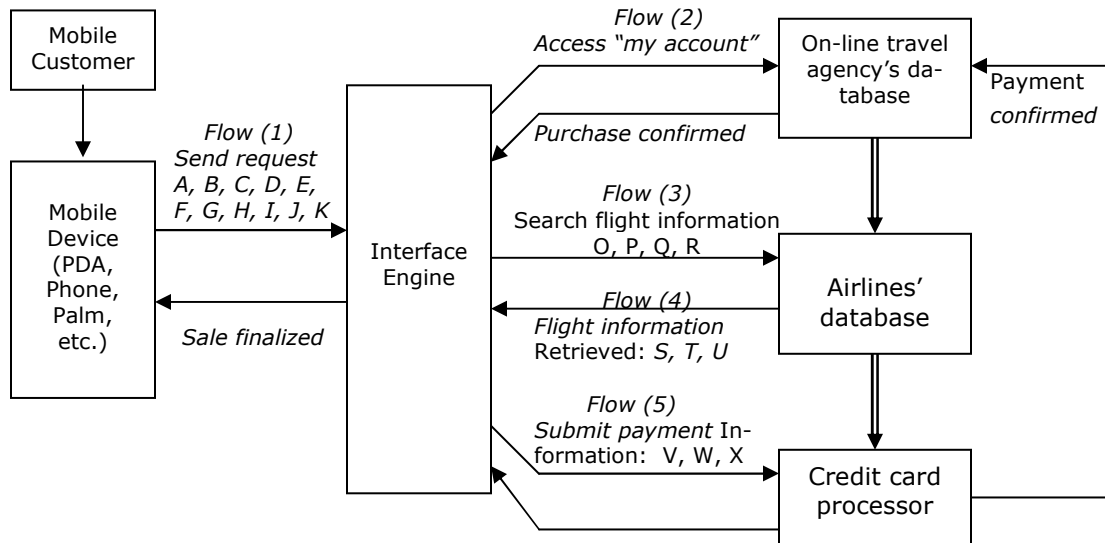 Mobile
Customer
Mobile
Device
(PDA,
Phone,
Palm,
etc.)
Flow (1)
Send request
A, B, C, D, E,
F, G, H, I, J, K
Sale finalized
Interface
Engine
Flow (2)
Access “my account”
Purchase confirmed
Flow (3)
Search flight information
O, P, Q, R
Flow (4)
Flight information
Retrieved: S, T, U
Flow (5)
Submit payment In-
formation: V, W, X
On-line travel
agency’s da-
tabase
Airlines’
database
Credit card
processor
Payment
confirmed